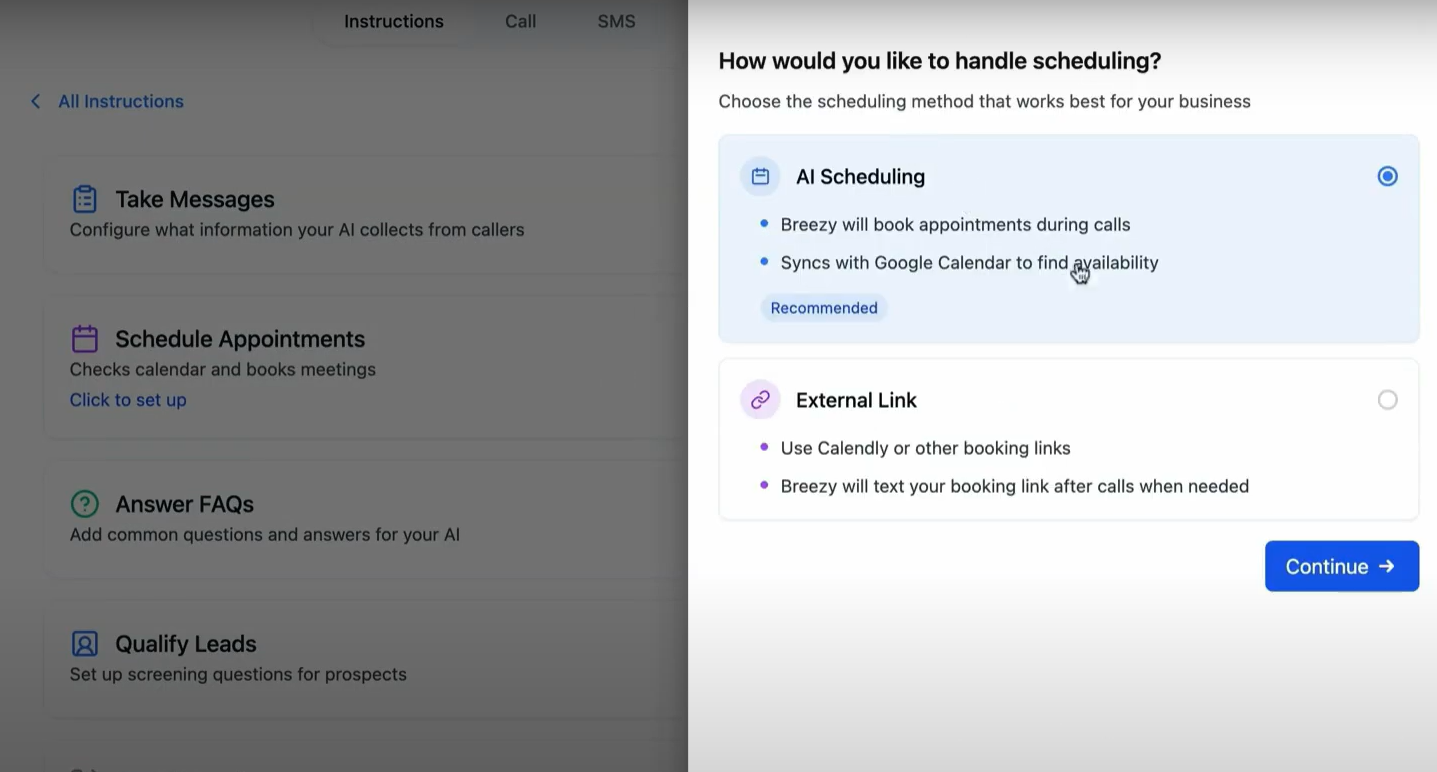 Instructions
Call
SMS
All Instructions
Take Messages
Configure what information your AI collects from callers
Schedule Appointments
Checks calendar and books meetings
Click to set up
Answer FAQs
Add common questions and answers for your AI
Qualify Leads
Set up screening questions for prospects
How would you like to handle scheduling?
Choose the scheduling method that works best for your business
AI Scheduling
Breezy will book appointments during calls
Syncs with Google Calendar to find availability
Recommended
External Link
Use Calendly or other booking links
Breezy will text your booking link after calls when needed
Continue →